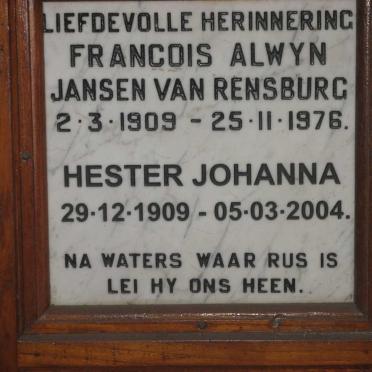 LIEFDEVOLLE HERINNERING
FRANCOIS ALWYN
JANSEN VAN RENSBURG
2·3·1909 - 25·11·1976.
HESTER JOHANNA
29·12·1909 - 05·03·2004.
NA WATERS WAAR RUS IS
LEI HY ONS HEEN.